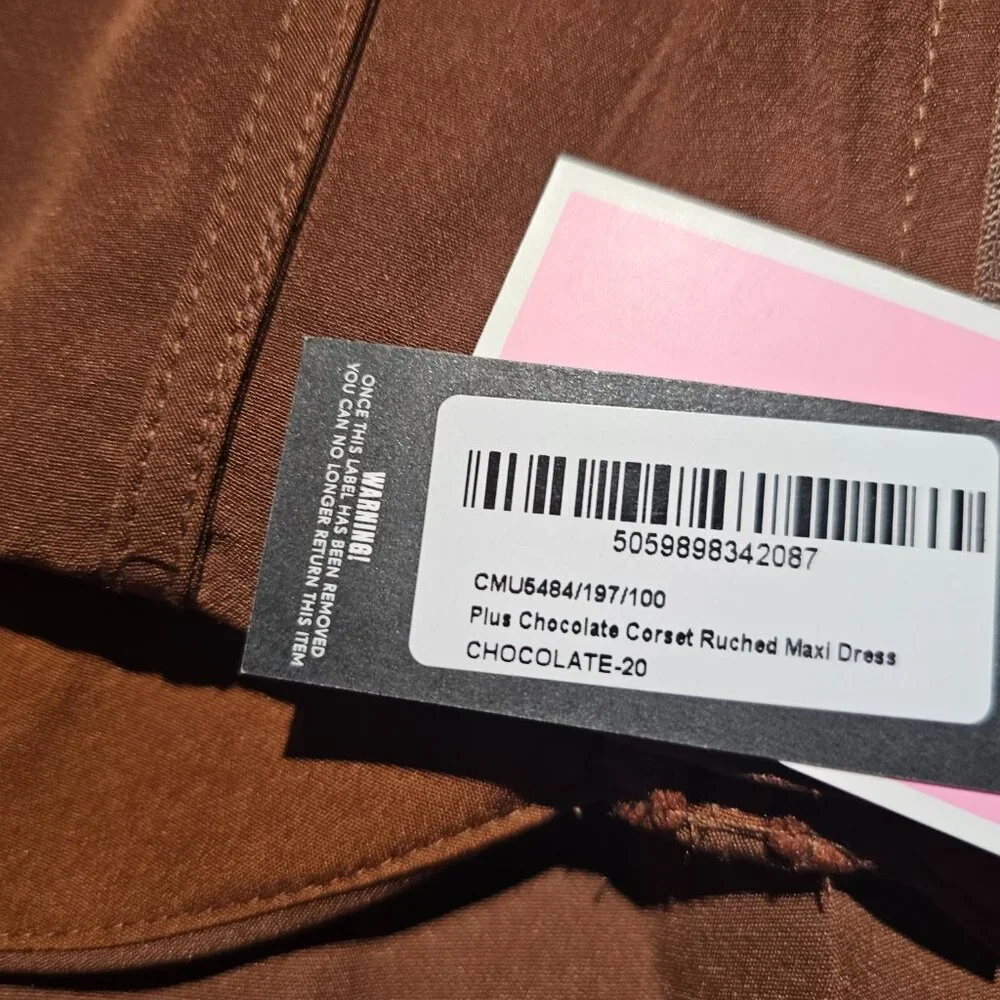 WARNING!
ONCE THIS LABEL HAS BEEN REMOVED
YOU CAN NO LONGER RETURN THIS ITEM
5059898342087
CMU5484/197/100
Plus Chocolate Corset Ruched Maxi Dress
CHOCOLATE-20